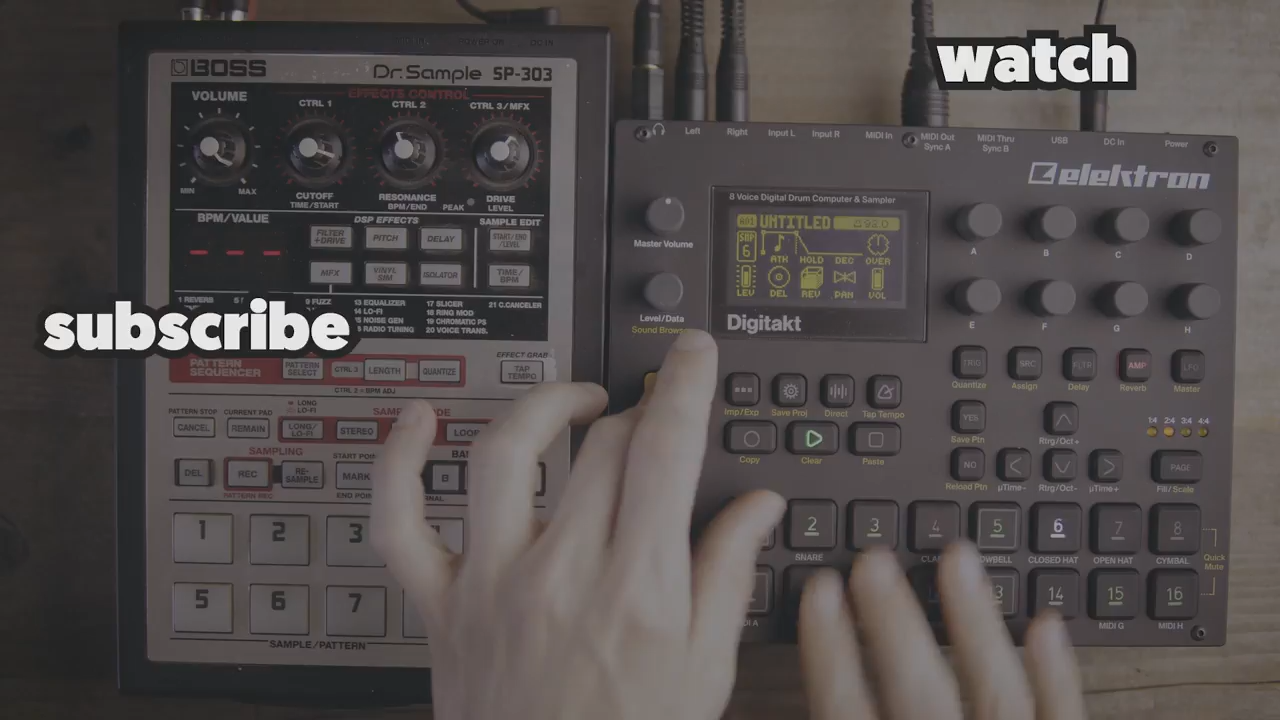 watch
subscribe
BOSS
Dr.Sample SP-303
EFFECTS CONTROL
VOLUME
CTRL 1
CTRL 2
CTRL 3/MFX
MIN
MAX
CUTOFF
TIME/START
RESONANCE
BPM/END
PEAK
DRIVE
LEVEL
BPM/VALUE
DSP EFFECTS
SAMPLE EDIT
FILTER +DRIVE
PITCH
DELAY
START/END /LEVEL
MFX
VINYL SIM
ISOLATOR
TIME/ BPM
1 REVERB
9 FUZZ
13 EQUALIZER
14 LO-FI
15 NOISE GEN
RADIO TUNING
17 SLICER
18 RING MOD
19 CHROMATIC PS
20 VOICE TRANS.
21 C.CANCELER
PATTERN SEQUENCER
PATTERN SELECT
CTRL 3
LENGTH
QUANTIZE
CTRL 3 = BPM ADJ
EFFECT GRAB
TAP TEMPO
PATTERN STOP
CURRENT PAD
LONG
LO-FI
CANCEL
REMAIN
LONG/ LO-FI
STEREO
SAMPLING
START POINT
DEL
REC
RE-SAMPLE
MARK
B
PATTERN REC
1
2
3
5
6
7
SAMPLE/PATTERN
Left
Right
Input L
Input R
MIDI In
MIDI Out
Sync A
MIDI Thru
Sync B
USB
DC In
Power
elektron
8 Voice Digital Drum Computer & Sampler
UNTITLED
SMP
6
ATK HOLD DEC OVER
LEV DEL REV PAN VOL
Digitakt
Master Volume
Level/Data
A
B
C
D
E
F
G
H
TRIG
SRC
FLTR
AMP
LFO
Quantize
Assign
Delay
Reverb
Master
Imp/Exp
Save Proj
Direct
Tap Tempo
Copy
Clear
Paste
YES
Save Ptn
Rtrg/Oct+
1:4 2:4 3:4 4:4
NO
PAGE
Reload Ptn
µTime-
Rtrg/Oct-
µTime+
Fill/Scale
2
3
4
5
6
7
8
SNARE
CLOSED HAT
OPEN HAT
CYMBAL
Quick
Mute
14
15
16
MIDI G
MIDI H